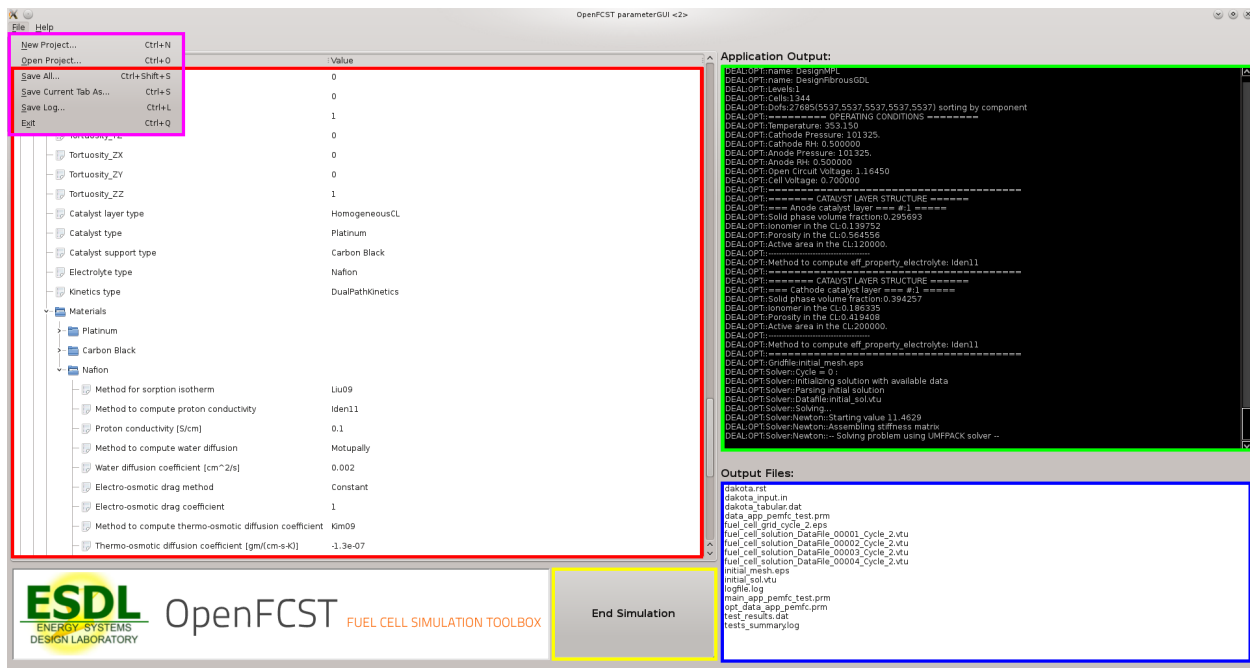 OpenFCST parameterGUI <2>
File Help
New Project... Ctrl+N
Open Project... Ctrl+O
Save All... Ctrl+Shift+S
Save Current Tab As... Ctrl+S
Save Log... Ctrl+L
Exit Ctrl+Q
Value
0
0
1
0
Tortuosity_ZX 0
Tortuosity_ZY 0
Tortuosity_ZZ 1
Catalyst layer type HomogeneousCL
Catalyst type Platinum
Catalyst support type Carbon Black
Electrolyte type Nafion
Kinetics type DualPathKinetics
Materials
Platinum
Carbon Black
Nafion
Method for sorption isotherm Liu09
Method to compute proton conductivity Iden11
Proton conductivity [S/cm] 0.1
Method to compute water diffusion Motupally
Water diffusion coefficient [cm^2/s] 0.002
Electro-osmotic drag method Constant
Electro-osmotic drag coefficient 1
Method to compute thermo-osmotic diffusion coefficient Kim09
Thermo-osmotic diffusion coefficient [gm/(cm-s-K)] -1.3e-07
ESDL
ENERGY SYSTEMS
DESIGN LABORATORY
OpenFCST FUEL CELL SIMULATION TOOLBOX
End Simulation
Application Output:
DEAL:OPT::name: DesignMPL
DEAL:OPT::name: DesignFibrousGDL
DEAL:OPT::Levels:1
DEAL:OPT::Cells:1344
DEAL:OPT::Dofs:27685(5537,5537,5537,5537,5537) sorting by component
DEAL:OPT::========= OPERATING CONDITIONS ========
DEAL:OPT::Temperature: 353.150
DEAL:OPT::Cathode Pressure: 101325.
DEAL:OPT::Cathode RH: 0.500000
DEAL:OPT::Anode Pressure: 101325.
DEAL:OPT::Anode RH: 0.500000
DEAL:OPT::Open Circuit Voltage: 1.16450
DEAL:OPT::Cell Voltage: 0.700000
DEAL:OPT::=======================================
DEAL:OPT::======= CATALYST LAYER STRUCTURE ======
DEAL:OPT::=== Anode catalyst layer === #:1 =====
DEAL:OPT::Solid phase volume fraction:0.295693
DEAL:OPT::Ionomer in the CL:0.139752
DEAL:OPT::Porosity in the CL:0.564556
DEAL:OPT::Active area in the CL:120000.
DEAL:OPT::---------------------------------------
DEAL:OPT::Method to compute eff_property_electrolyte: Iden11
DEAL:OPT::=======================================
DEAL:OPT::======= CATALYST LAYER STRUCTURE ======
DEAL:OPT::=== Cathode catalyst layer === #:1 =====
DEAL:OPT::Solid phase volume fraction:0.394257
DEAL:OPT::Ionomer in the CL:0.186335
DEAL:OPT::Porosity in the CL:0.419408
DEAL:OPT::Active area in the CL:200000.
DEAL:OPT::---------------------------------------
DEAL:OPT::Method to compute eff_property_electrolyte: Iden11
DEAL:OPT::=======================================
DEAL:OPT::Gridfile:initial_mesh.eps
DEAL:OPT:Solver::Cycle = 0 :
DEAL:OPT:Solver::Initializing solution with available data
DEAL:OPT:Solver::Parsing initial solution
DEAL:OPT:Solver::Datafile:initial_sol.vtu
DEAL:OPT:Solver::Solving...
DEAL:OPT:Solver:Newton::Starting value 11.4629
DEAL:OPT:Solver:Newton::Assembling stiffness matrix
DEAL:OPT:Solver:Newton::-- Solving problem using UMFPACK solver --
Output Files:
dakota.rst
dakota_input.in
dakota_tabular.dat
data_app_pemfc_test.prm
fuel_cell_grid_cycle_2.eps
fuel_cell_solution_DataFile_00001_Cycle_2.vtu
fuel_cell_solution_DataFile_00002_Cycle_2.vtu
fuel_cell_solution_DataFile_00003_Cycle_2.vtu
fuel_cell_solution_DataFile_00004_Cycle_2.vtu
initial_mesh.eps
initial_sol.vtu
logfile.log
main_app_pemfc_test.prm
opt_data_app_pemfc.prm
test_results.dat
tests_summary.log